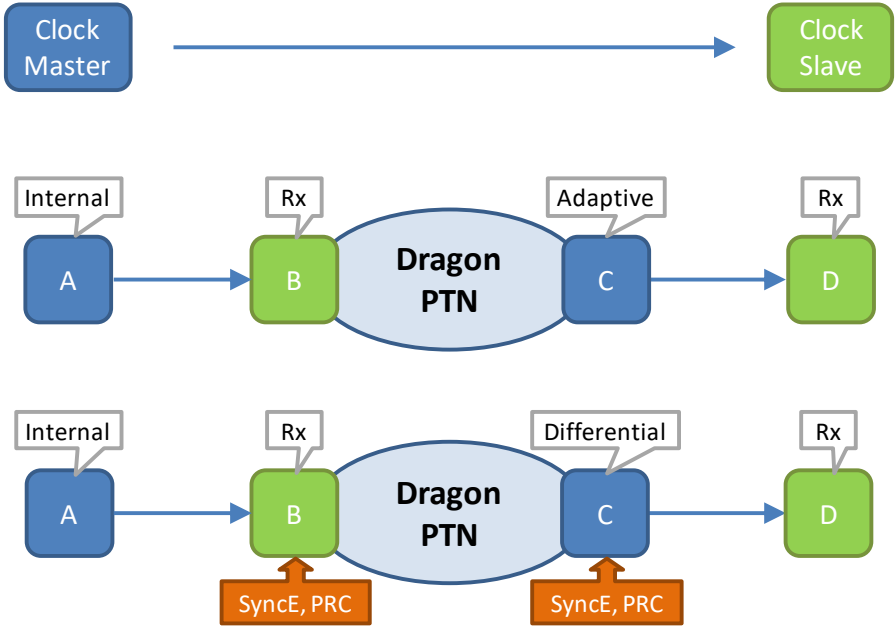 Clock
Master
Clock
Slave
Internal
Rx
Adaptive
Rx
A
B
Dragon
PTN
C
D
Internal
Rx
Differential
Rx
A
B
Dragon
PTN
C
D
SyncE, PRC
SyncE, PRC